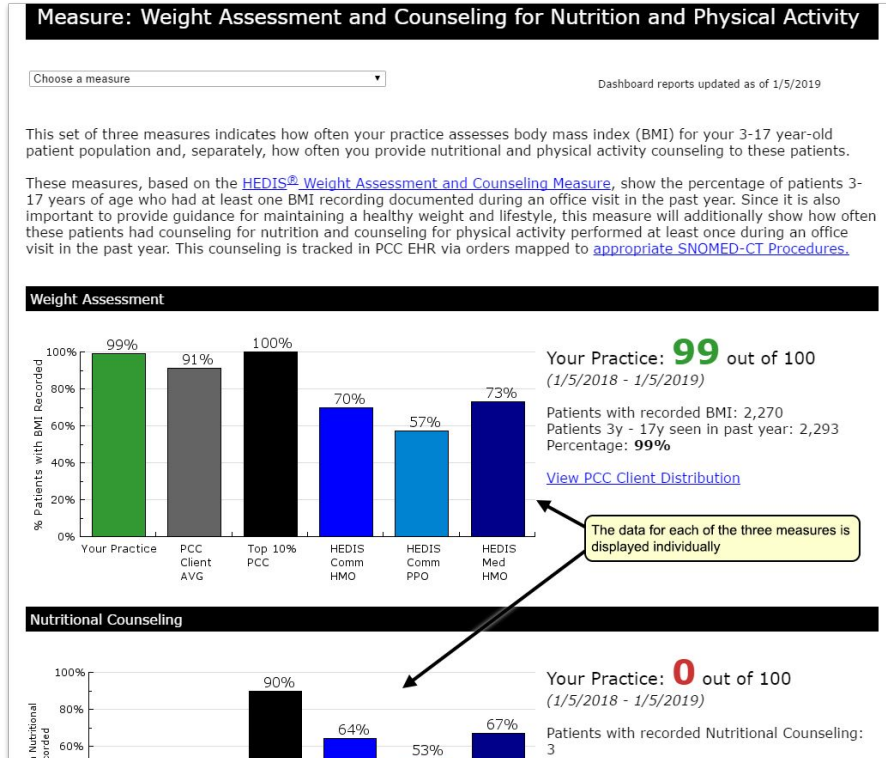 Measure: Weight Assessment and Counseling for Nutrition and Physical Activity
Choose a measure
Dashboard reports updated as of 1/5/2019
This set of three measures indicates how often your practice assesses body mass index (BMI) for your 3-17 year-old
patient population and, separately, how often you provide nutritional and physical activity counseling to these patients.
These measures, based on the HEDIS® Weight Assessment and Counseling Measure, show the percentage of patients 3-
17 years of age who had at least one BMI recording documented during an office visit in the past year. Since it is also
important to provide guidance for maintaining a healthy weight and lifestyle, this measure will additionally show how often
these patients had counseling for nutrition and counseling for physical activity performed at least once during an office
visit in the past year. This counseling is tracked in PCC EHR via orders mapped to appropriate SNOMED-CT Procedures.
Weight Assessment
% Patients with BMI Recorded
100%
80%
60%
40%
20%
0%
99%
91%
100%
70%
57%
73%
Your Practice
PCC
Client
AVG
Top 10%
PCC
HEDIS
Comm
HMO
HEDIS
Comm
PPO
HEDIS
Med
HMO
Your Practice: 99 out of 100
(1/5/2018 - 1/5/2019)
Patients with recorded BMI: 2,270
Patients 3y - 17y seen in past year: 2,293
Percentage: 99%
View PCC Client Distribution
The data for each of the three measures is
displayed individually
Nutritional Counseling
Nutritional
100%
80%
60%
90%
64%
53%
67%
Your Practice: 0 out of 100
(1/5/2018 - 1/5/2019)
Patients with recorded Nutritional Counseling:
3